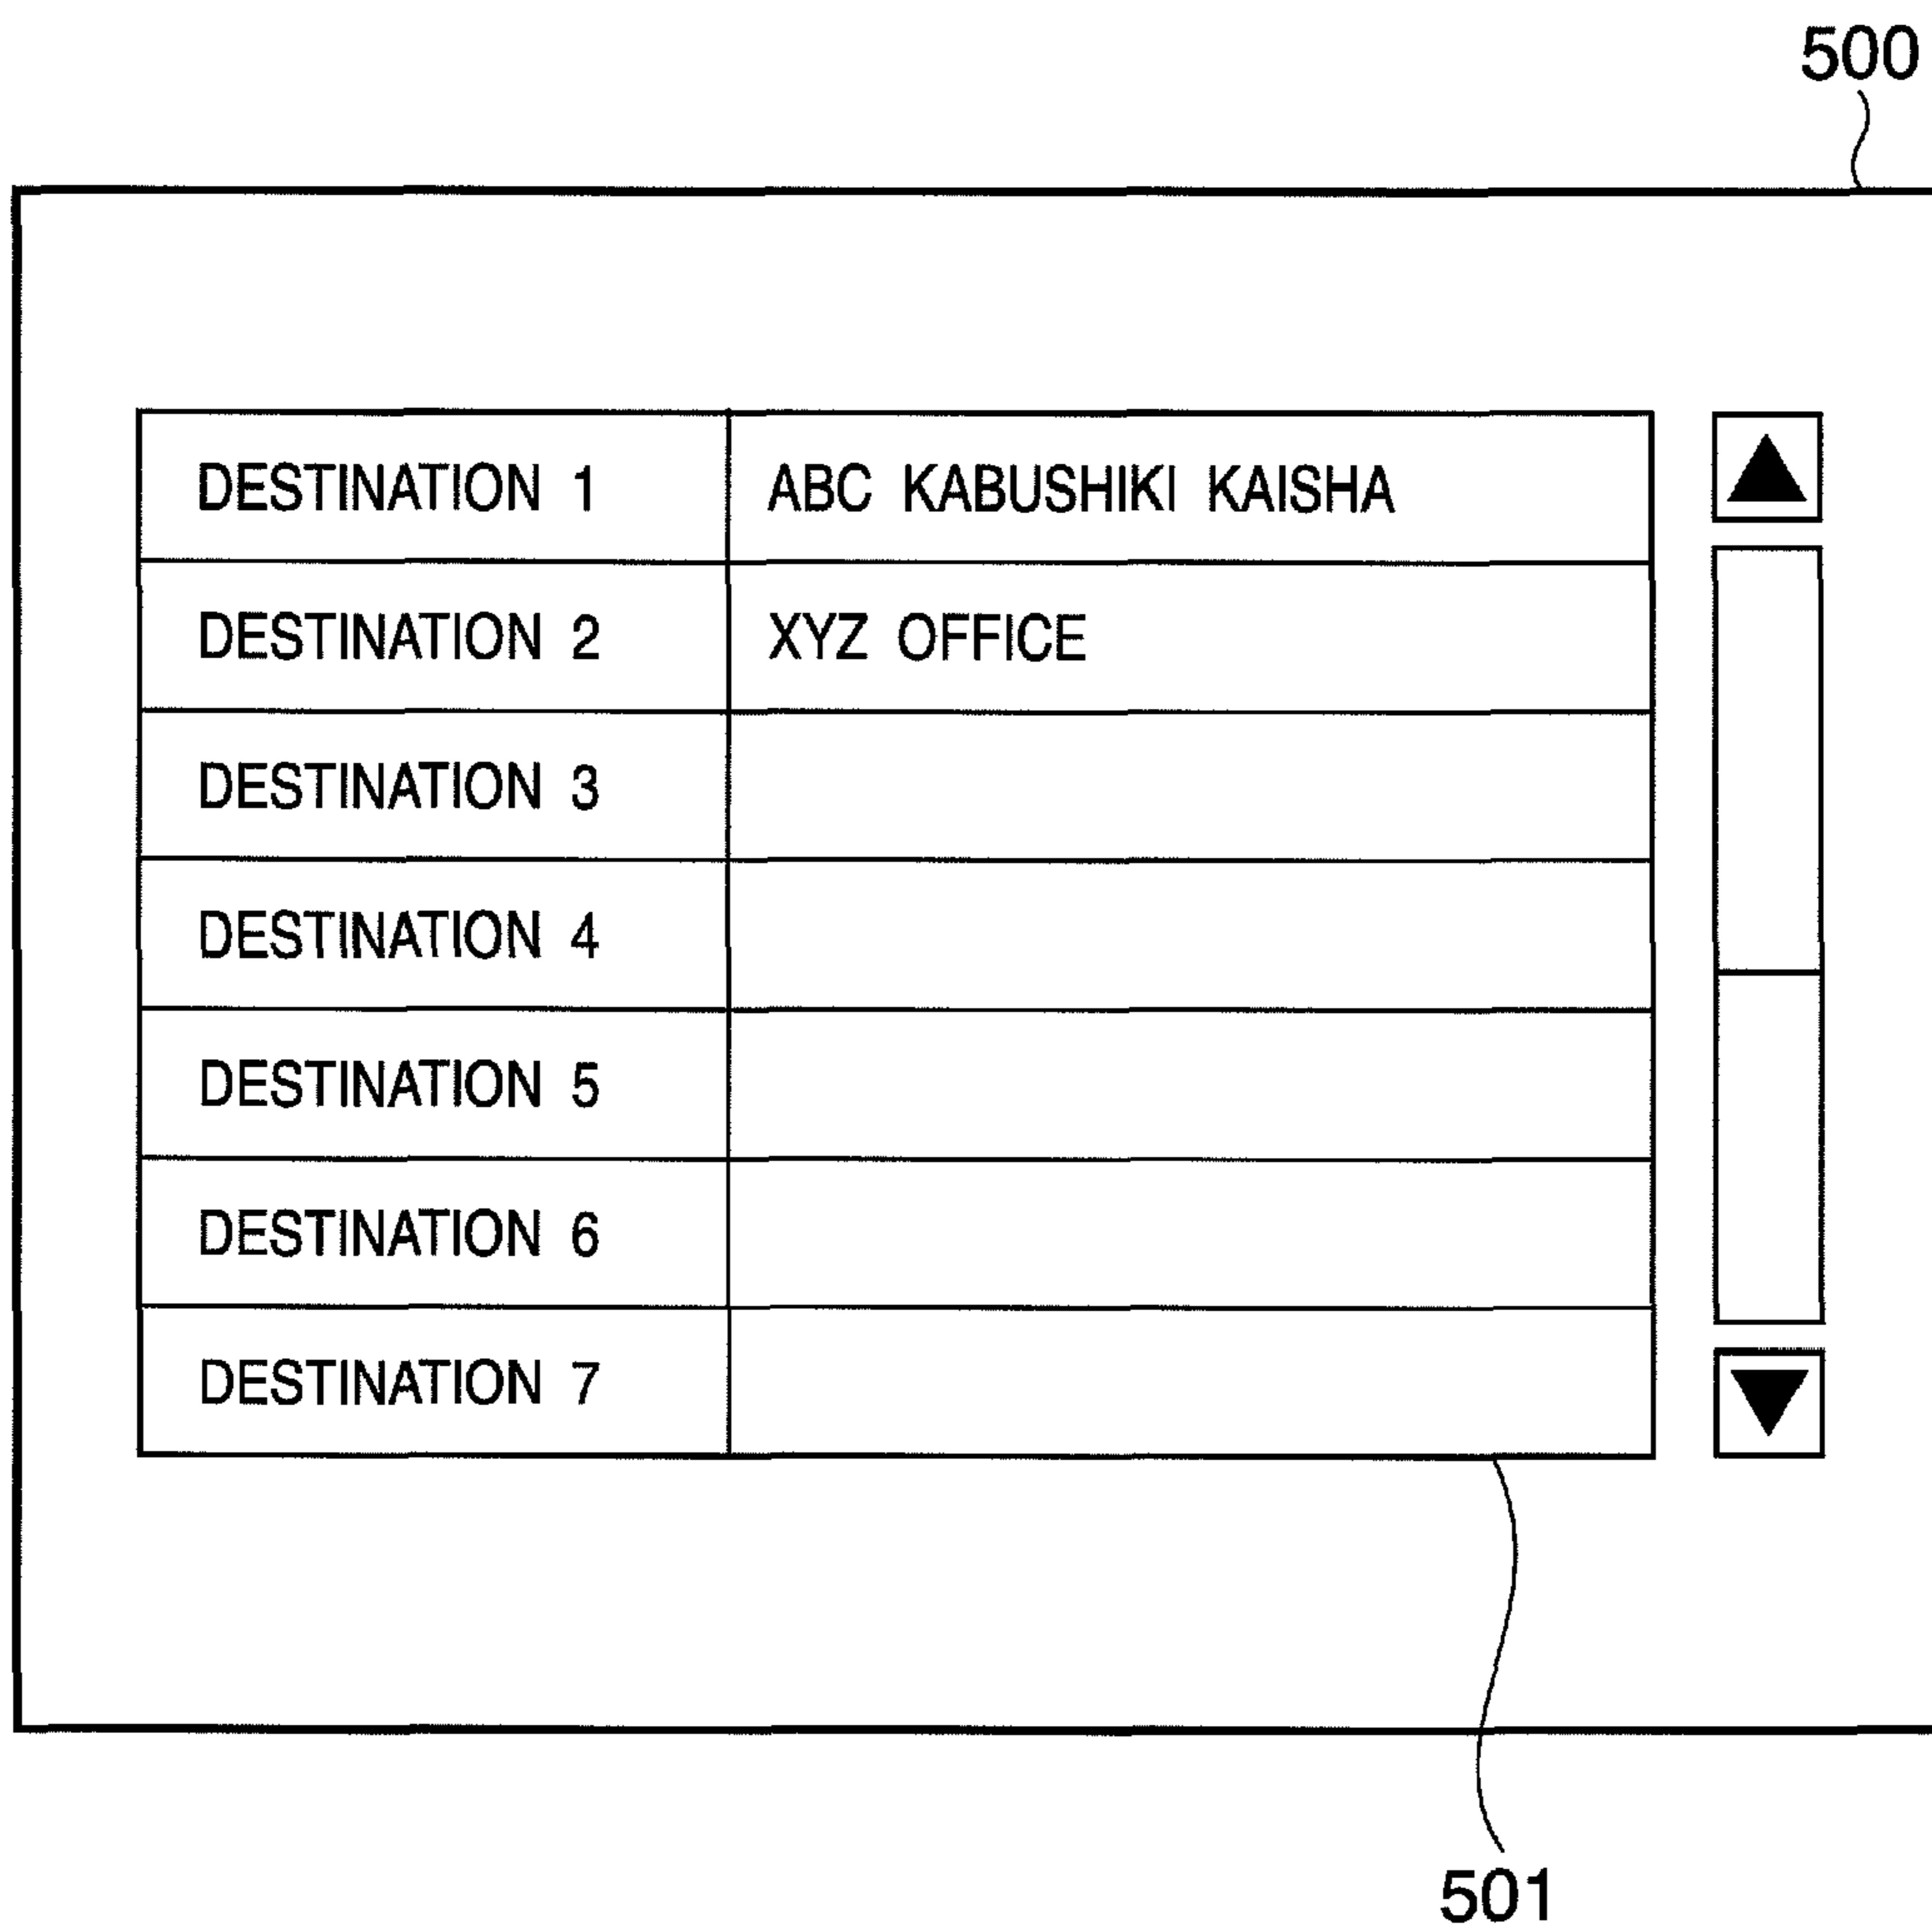 500
DESTINATION 1 ABC KABUSHIKI KAISHA
DESTINATION 2 XYZ OFFICE
DESTINATION 3
DESTINATION 4
DESTINATION 5
DESTINATION 6
DESTINATION 7
501